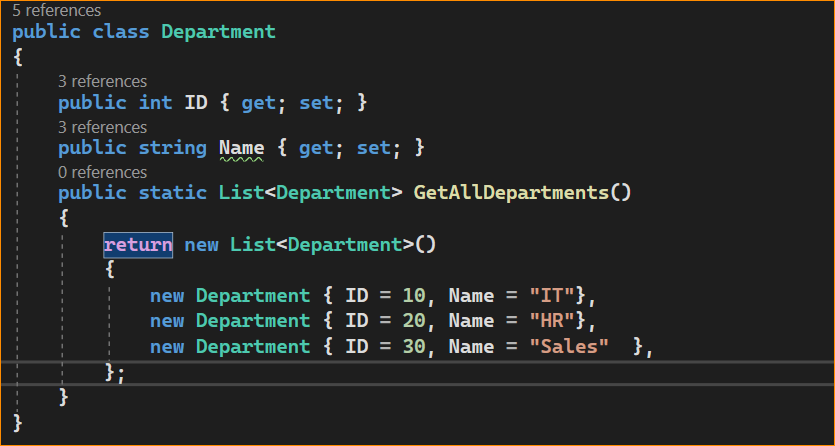 5 references
public class Department
{
3 references
public int ID { get; set; }
3 references
public string Name { get; set; }
0 references
public static List<Department> GetAllDepartments()
{
return new List<Department>()
{
new Department { ID = 10, Name = "IT"},
new Department { ID = 20, Name = "HR"},
new Department { ID = 30, Name = "Sales"  },
};
}
}